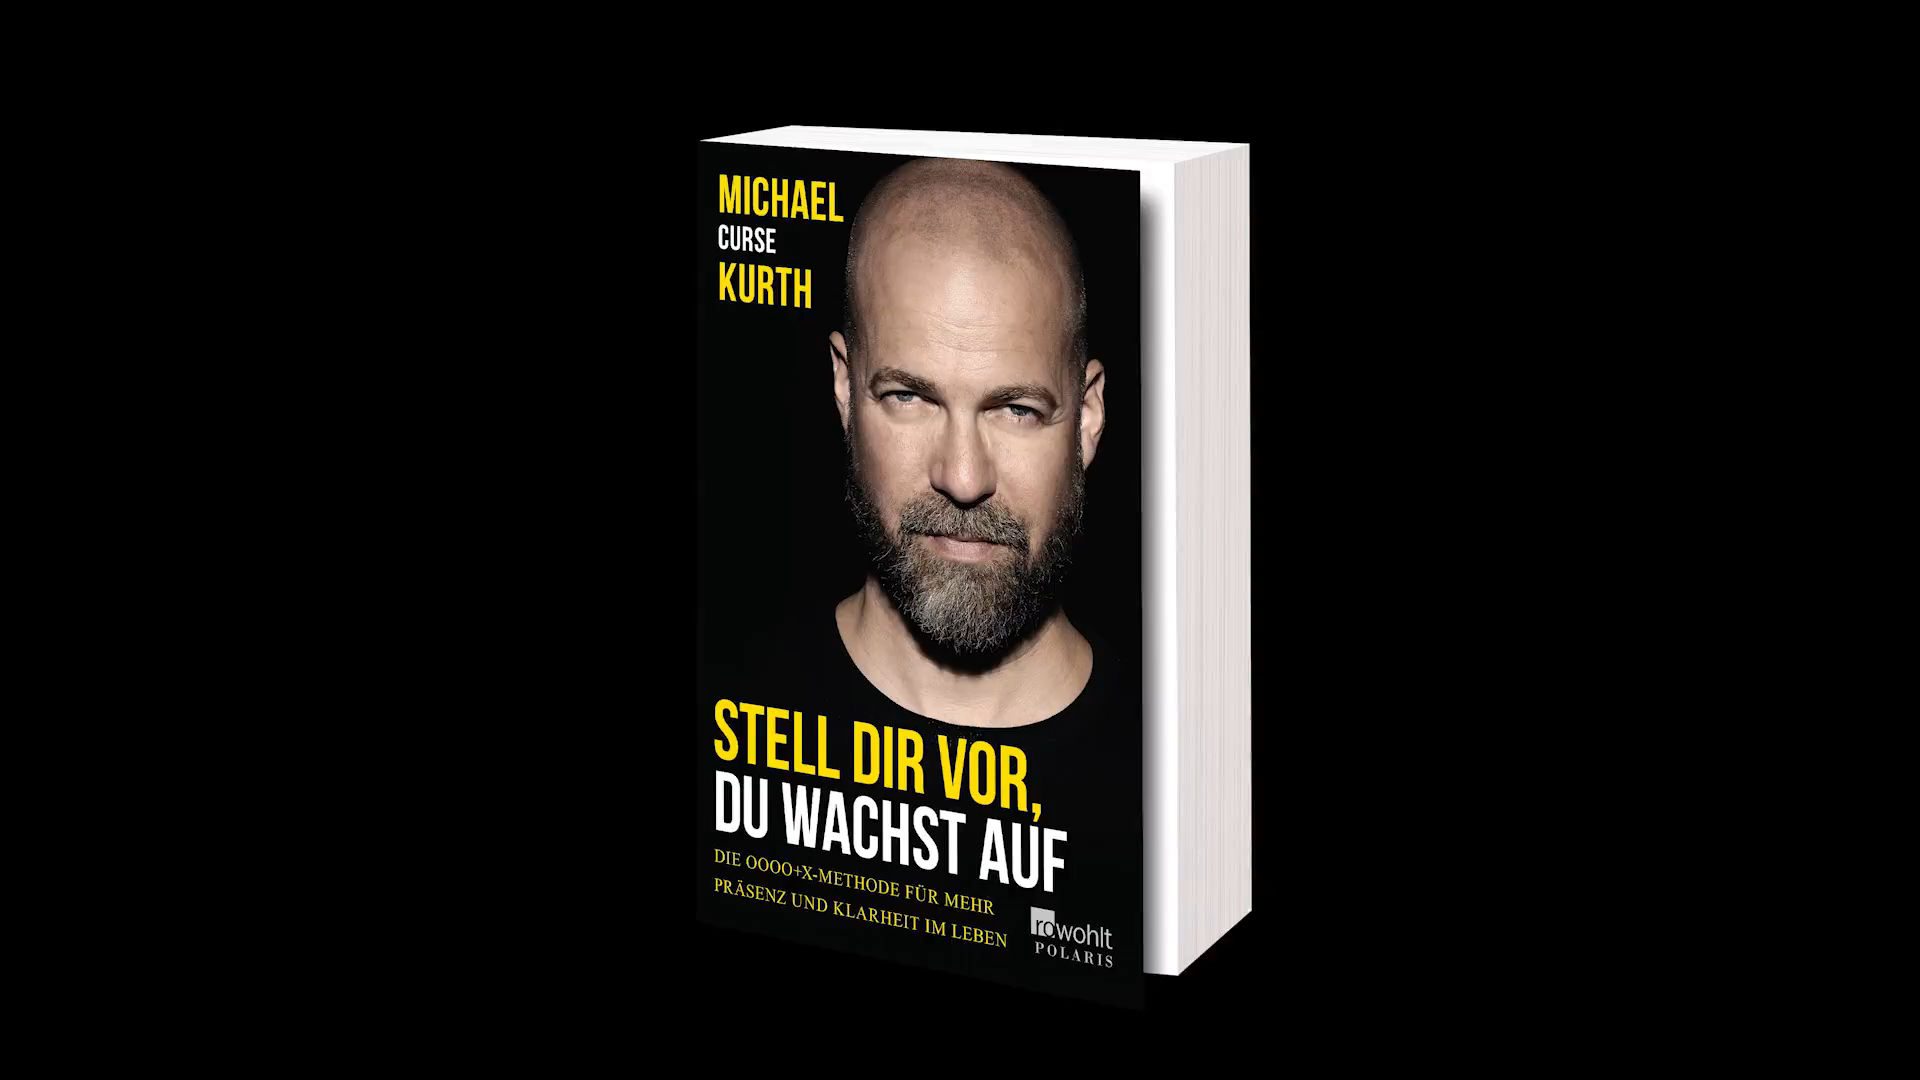 MICHAEL
CURSE
KURTH
STELL DIR VOR,
DU WACHST AUF
DIE OOOO+X-METHODE FÜR MEHR
PRÄSENZ UND KLARHEIT IM LEBEN
rowohlt
POLARIS